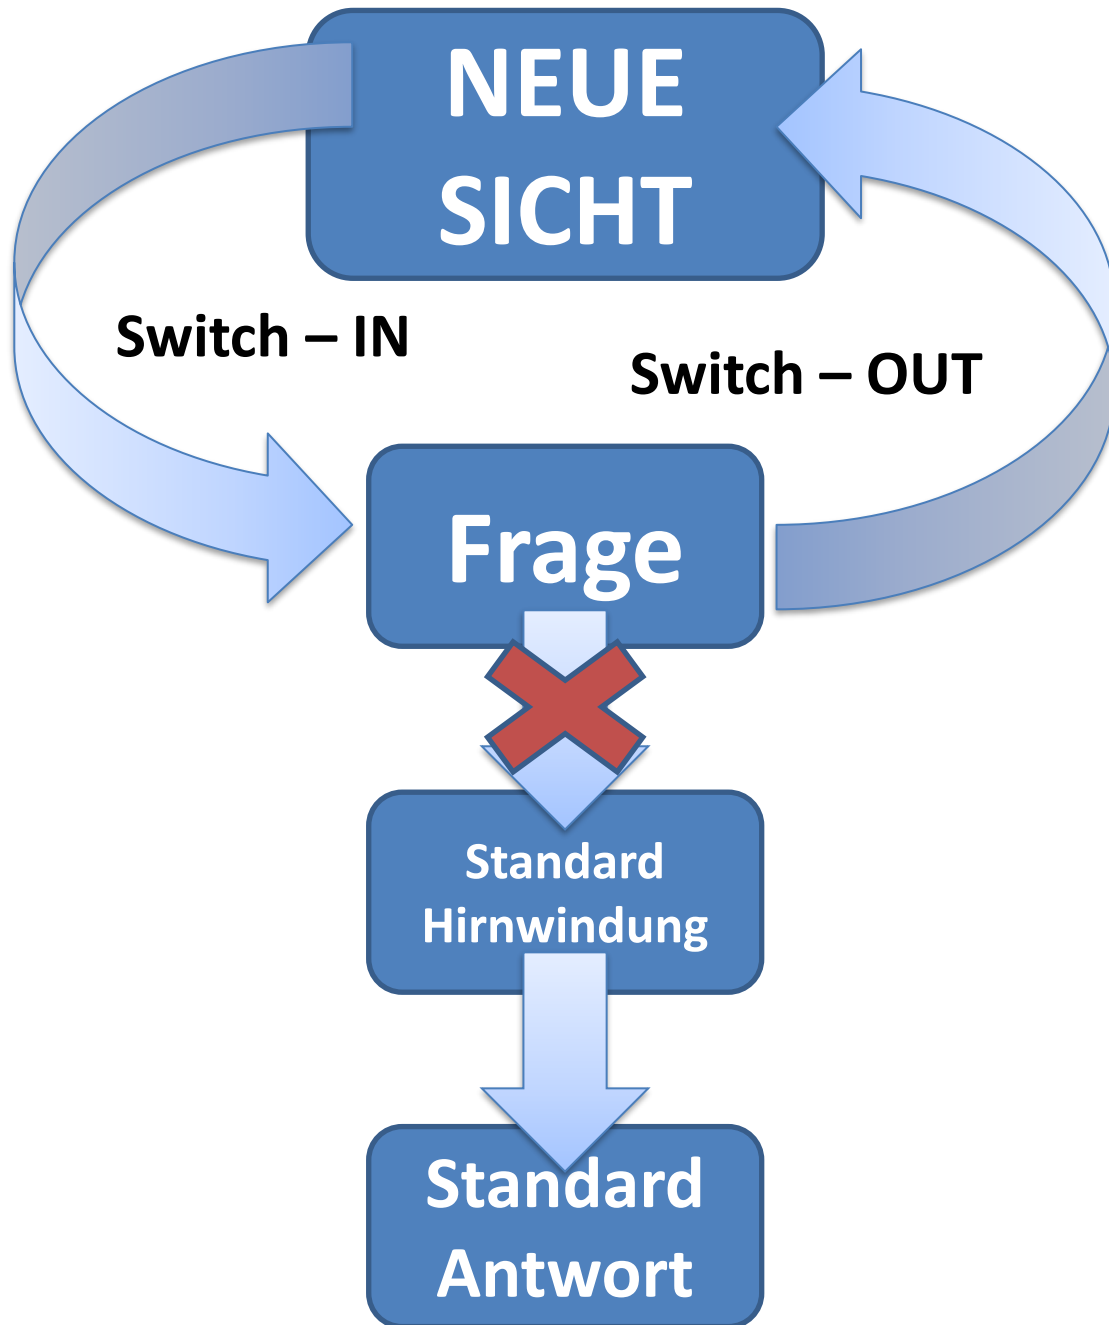 NEUE
SICHT
Switch – IN
Switch – OUT
Frage
Standard
Hirnwindung
Standard
Antwort